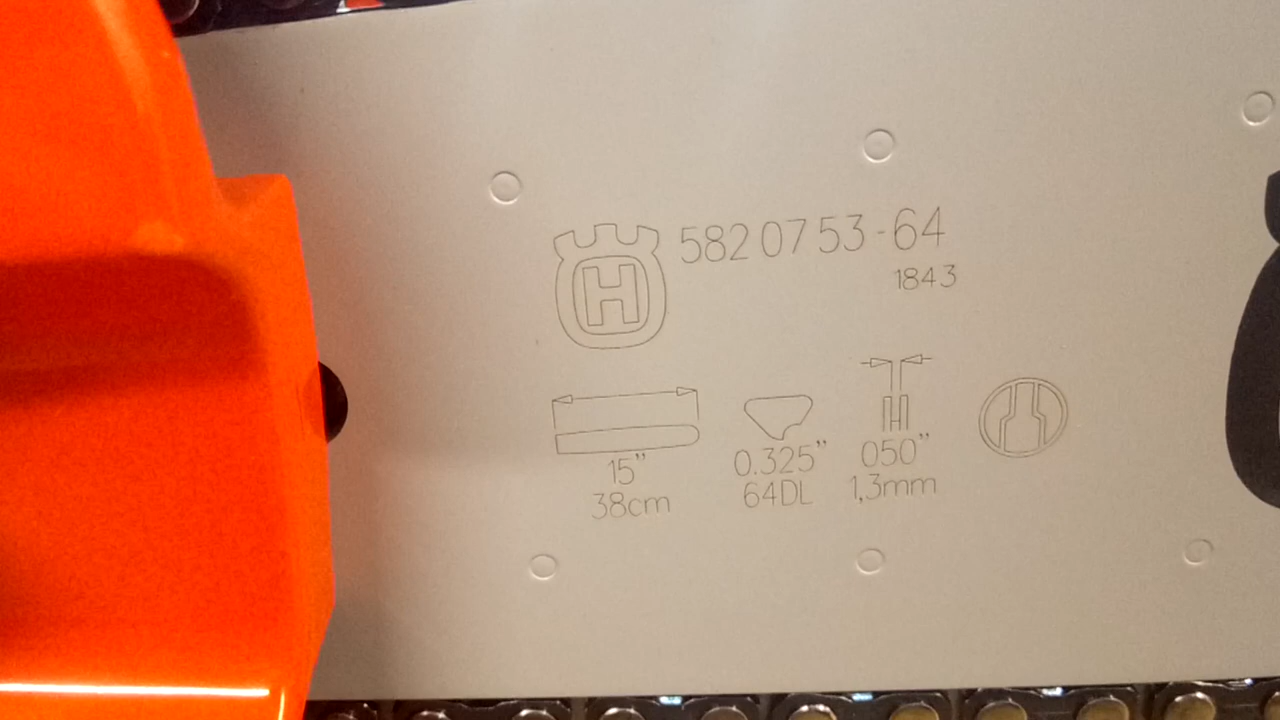 H
582 07 53-64
1843
15"
38cm
0.325"
64DL
050"
1,3mm